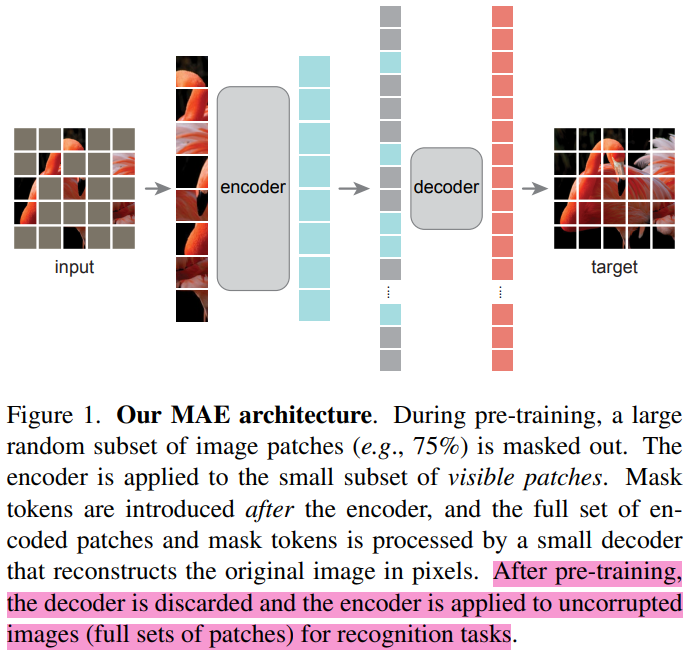 encoder
decoder
input
target
Figure 1. Our MAE architecture. During pre-training, a large
random subset of image patches (e.g., 75%) is masked out. The
encoder is applied to the small subset of visible patches. Mask
tokens are introduced after the encoder, and the full set of en-
coded patches and mask tokens is processed by a small decoder
that reconstructs the original image in pixels. After pre-training,
the decoder is discarded and the encoder is applied to uncorrupted
images (full sets of patches) for recognition tasks.